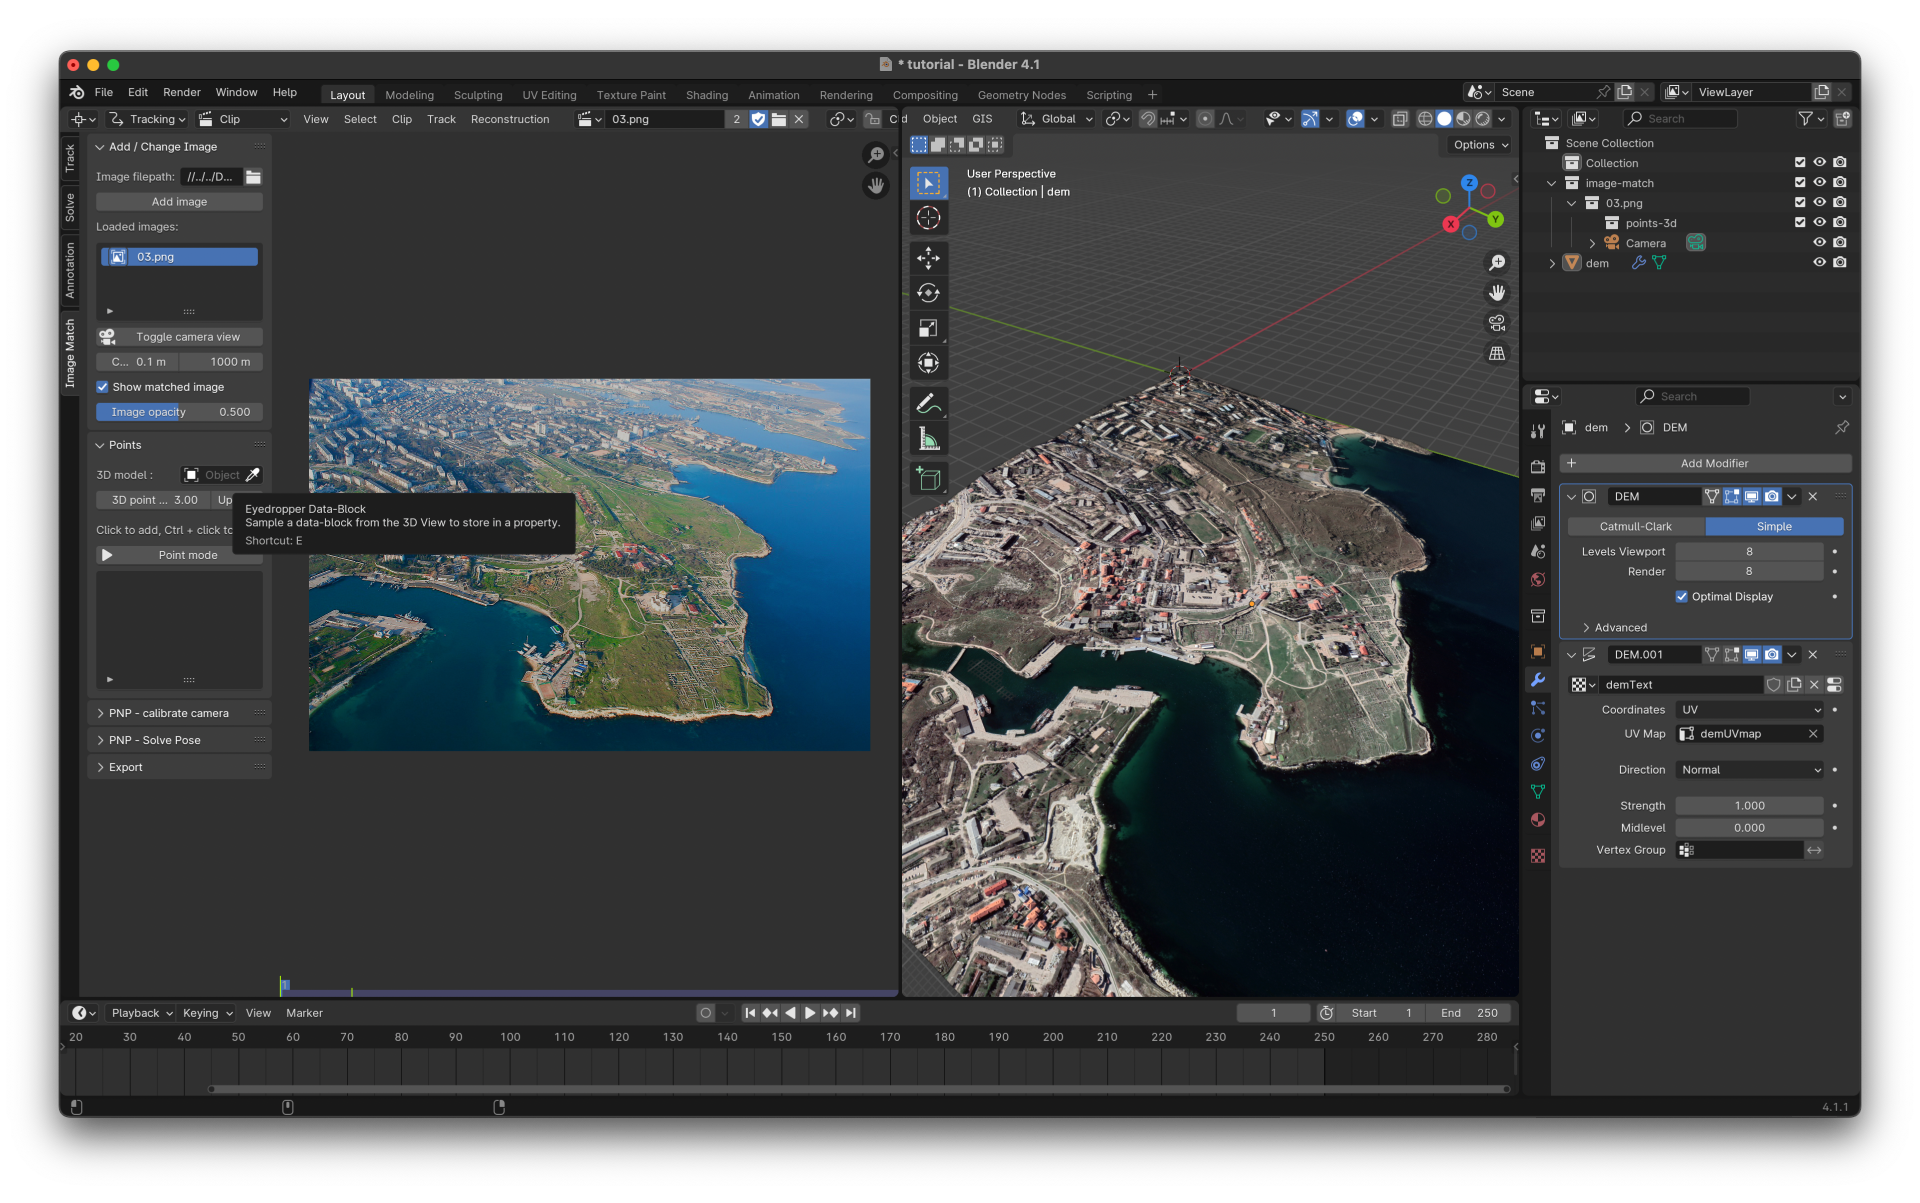 * tutorial - Blender 4.1
File Edit Render Window Help Layout Modeling Sculpting UV Editing Texture Paint Shading Animation Rendering Compositing Geometry Nodes Scripting + Scene ViewLayer
Tracking Clip View Select Clip Track Reconstruction 03.png 2
Object GIS Global
Options
Search
Track
Solve
Annotation
Image Match
Add / Change Image
Image filepath: //../../D...
Add image
Loaded images:
03.png
Toggle camera view
C... 0.1 m 1000 m
Show matched image
Image opacity 0.500
Points
3D model : Object
3D point ... 3.00 Up
Click to add, Ctrl + click to
Point mode
Eyedropper Data-Block
Sample a data-block from the 3D View to store in a property.
Shortcut: E
PNP - calibrate camera
PNP - Solve Pose
Export
1
User Perspective
(1) Collection | dem
Z
Y
X
Scene Collection
Collection
image-match
03.png
points-3d
Camera
dem
Search
dem > DEM
Add Modifier
DEM
Catmull-Clark Simple
Levels Viewport 8
Render 8
Optimal Display
Advanced
DEM.001
demText
Coordinates UV
UV Map demUVmap
Direction Normal
Strength 1.000
Midlevel 0.000
Vertex Group
Playback Keying View Marker 1 Start 1 End 250
20 30 40 50 60 70 80 90 100 110 120 130 140 150 160 170 180 190 200 210 220 230 240 250 260 270 280
4.1.1